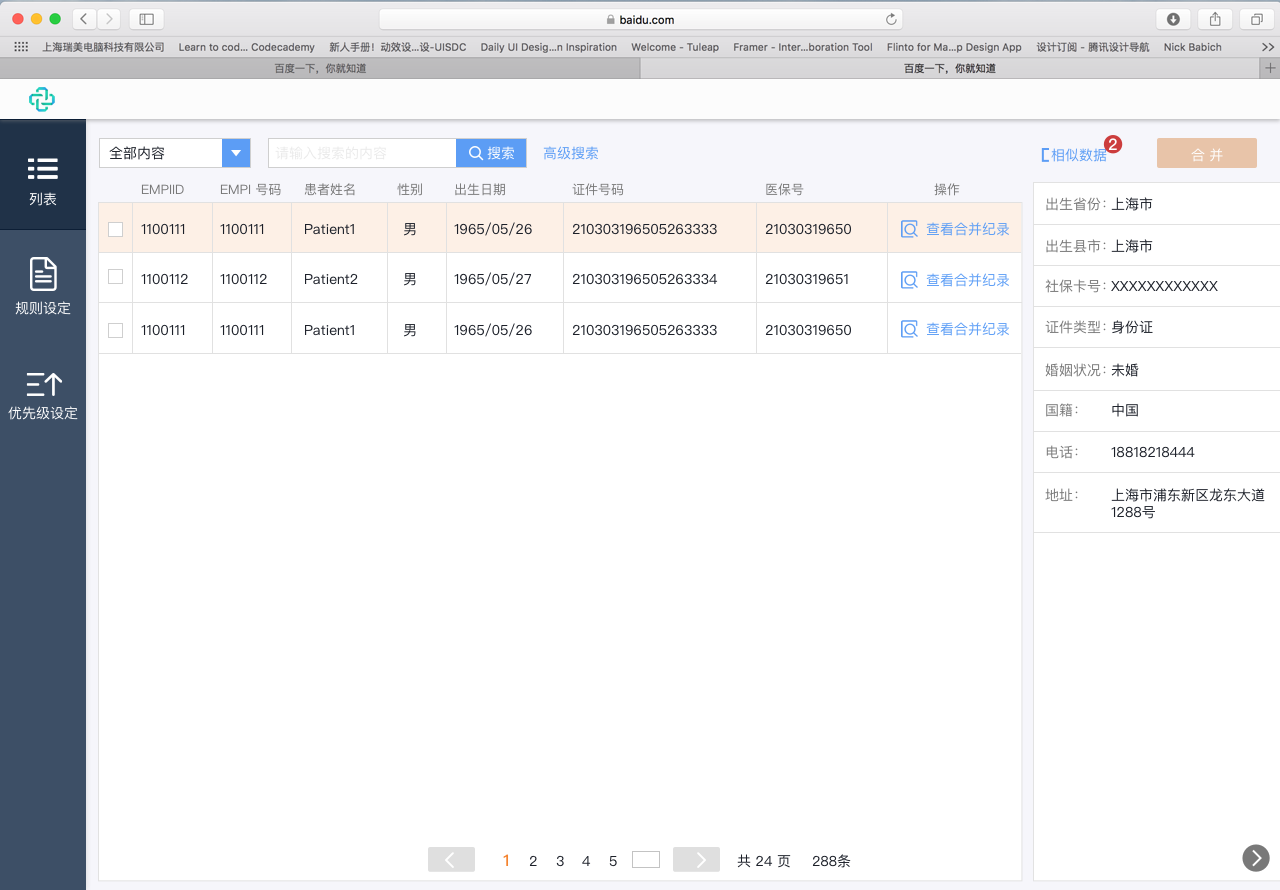 baidu.com
上海瑞美电脑科技有限公司 Learn to cod... Codecademy 新人手册！动效设...设-UISDC Daily UI Desig...n Inspiration Welcome - Tuleap Framer - Inter...boration Tool Flinto for Ma...p Design App 设计订阅 - 腾讯设计导航 Nick Babich
百度一下，你就知道 百度一下，你就知道
列表
规则设定
优先级设定
全部内容 请输入搜索的内容 搜索 高级搜索
EMPIID EMPI 号码 患者姓名 性别 出生日期 证件号码 医保号 操作
1100111 1100111 Patient1 男 1965/05/26 210303196505263333 21030319650 查看合并纪录
1100112 1100112 Patient2 男 1965/05/27 210303196505263334 21030319651 查看合并纪录
1100111 1100111 Patient1 男 1965/05/26 210303196505263333 21030319650 查看合并纪录
1 2 3 4 5 共 24 页 288条
相似数据 2 合 并
出生省份：上海市
出生县市：上海市
社保卡号：XXXXXXXXXXXX
证件类型：身份证
婚姻状况：未婚
国籍： 中国
电话： 18818218444
地址： 上海市浦东新区龙东大道
1288号